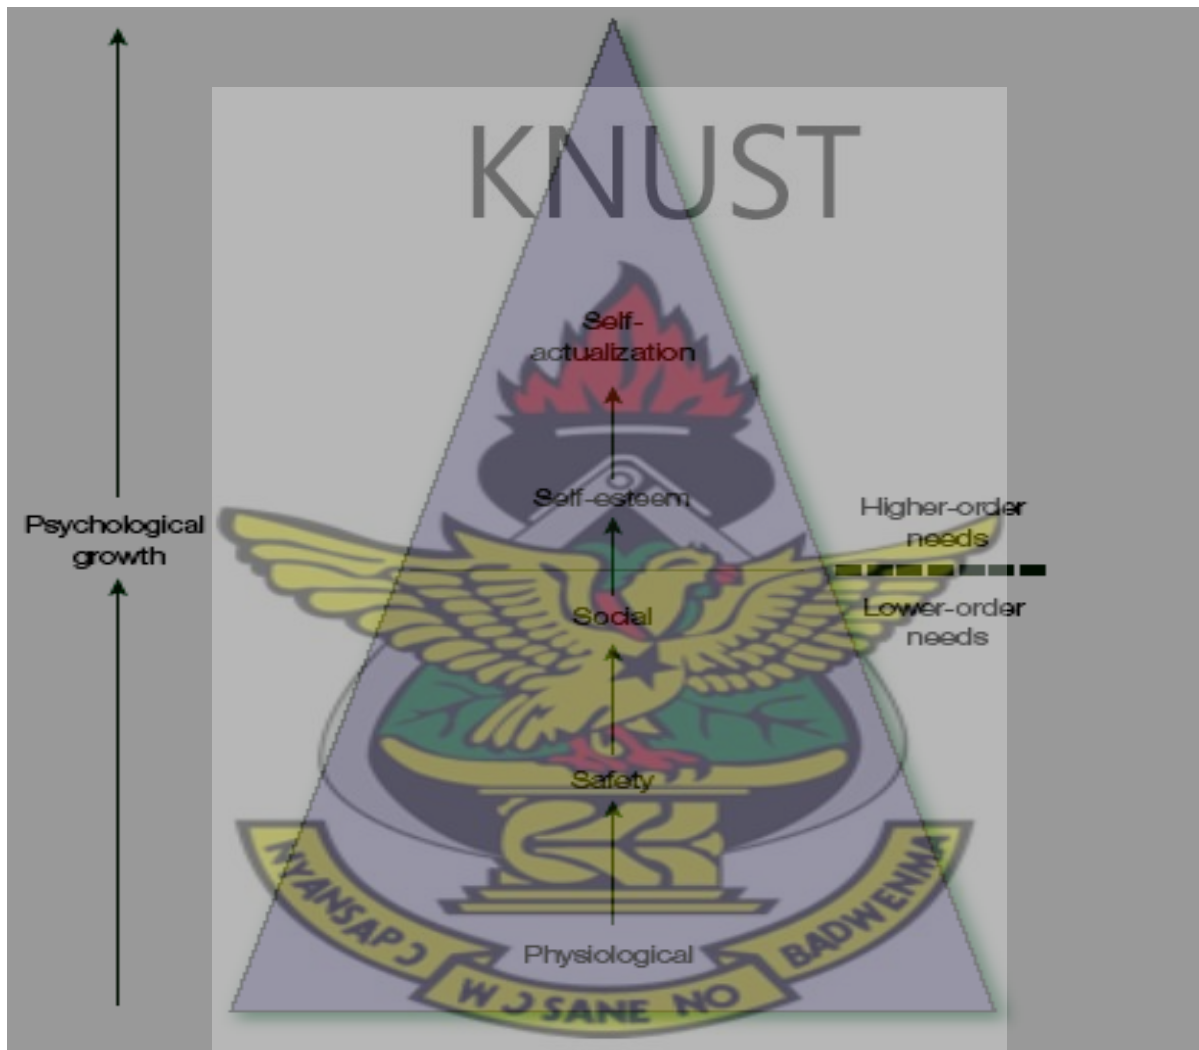 KNUST
Self-
actualization
Self-esteem
Higher-order
needs
Psychological
growth
Social
Lower-order
needs
Safety
Physiological
NYANSAPƆ
WƆSANE NO
BADWENMA